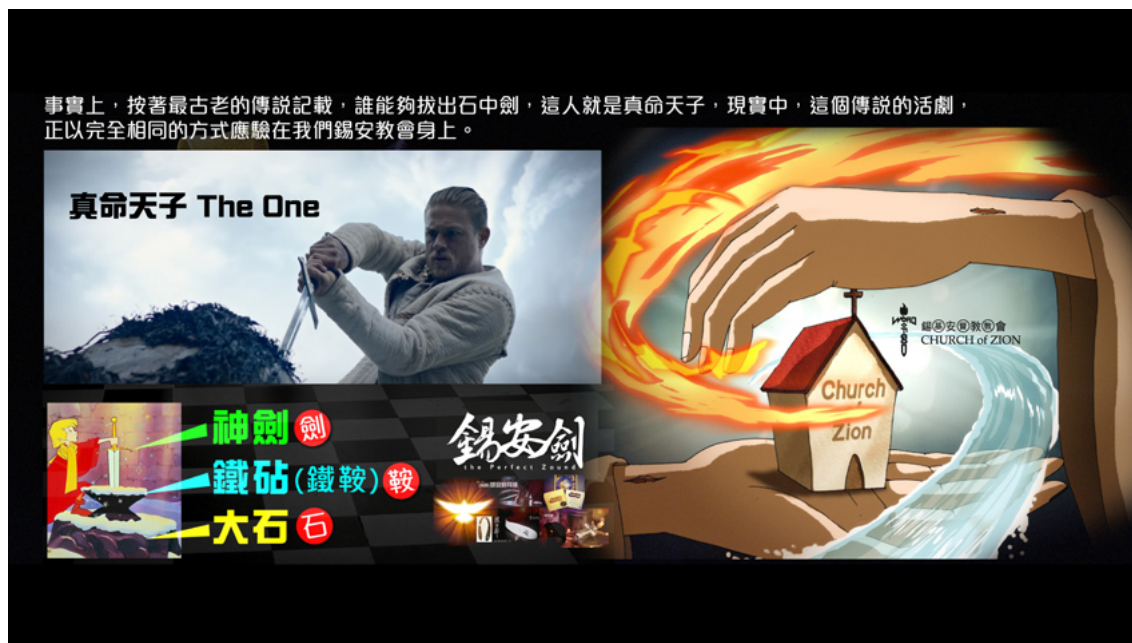 事實上，按著最古老的傳說記載，誰能夠拔出石中劍，這人就是真命天子，現實中，這個傳說的活劇，
正以完全相同的方式應驗在我們錫安教會身上。
真命天子 The One
神劍 劍
鐵砧(鐵鞍) 鞍
大石 石
錫安劍
the Perfect Zound
錫安教會
CHURCH of ZION
Church
Zion